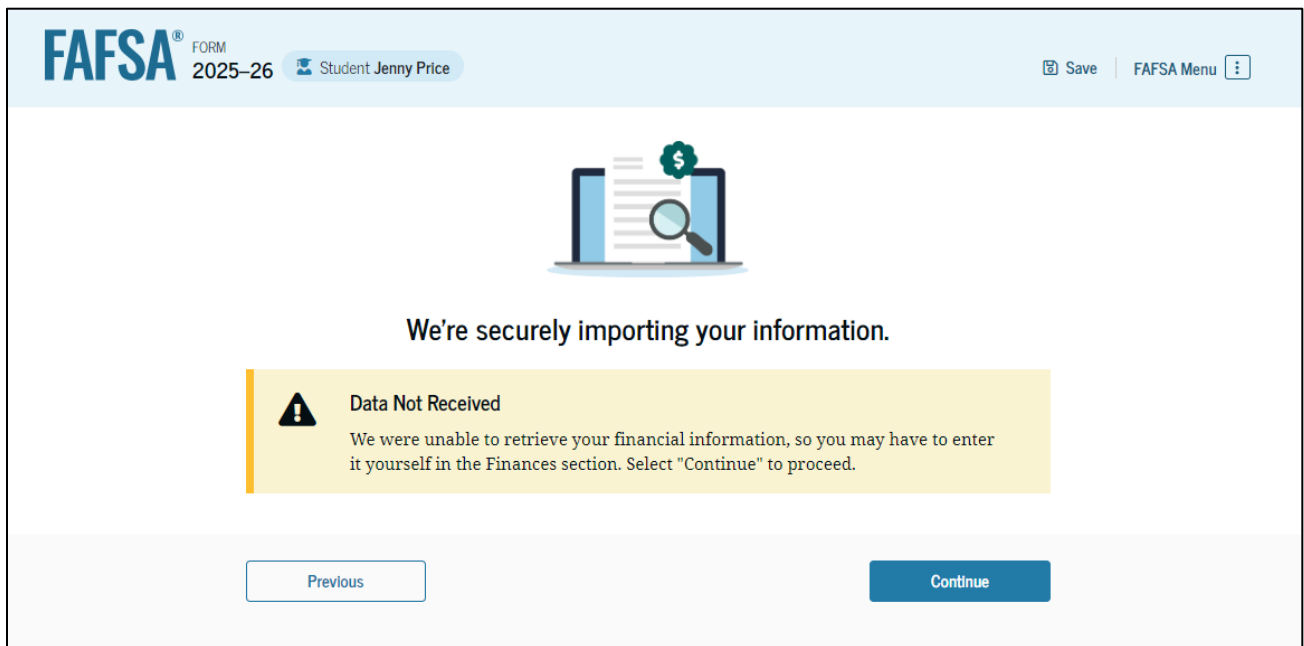 FAFSA® FORM
2025–26 Student Jenny Price Save FAFSA Menu
$
We're securely importing your information.
Data Not Received
We were unable to retrieve your financial information, so you may have to enter
it yourself in the Finances section. Select "Continue" to proceed.
Previous Continue